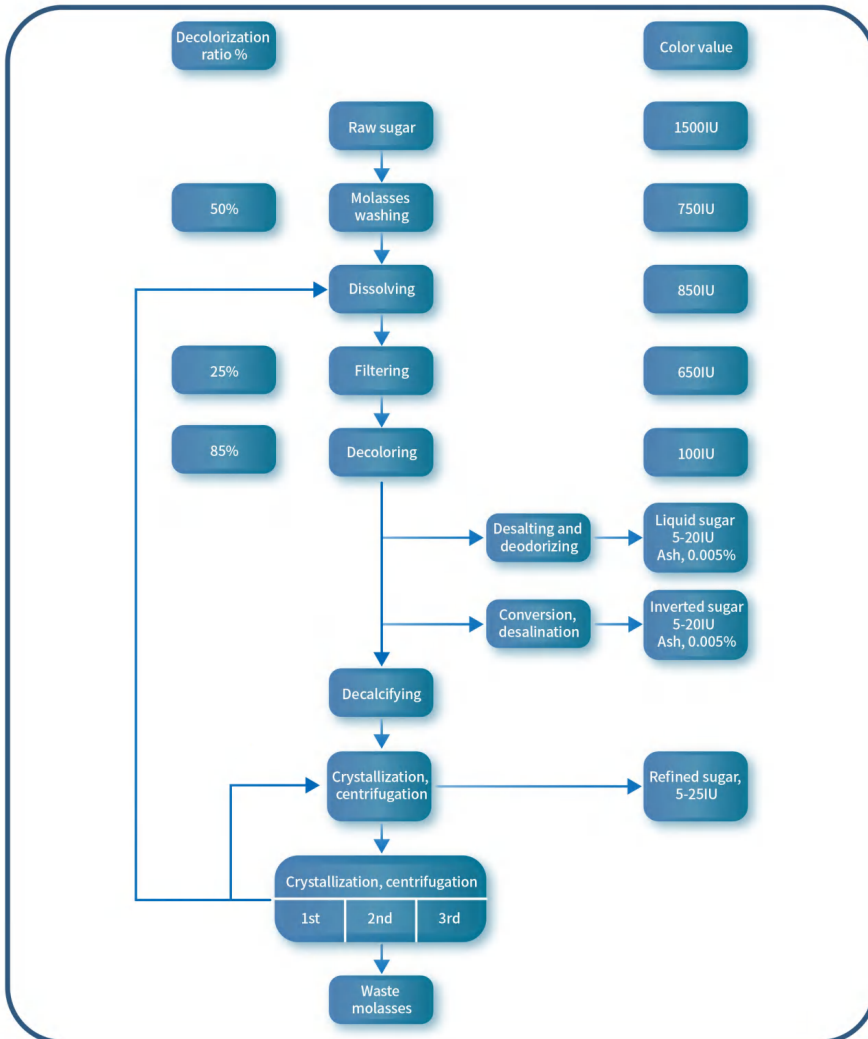 Decolorization
ratio %
Color value
Raw sugar
1500IU
50%
Molasses
washing
750IU
Dissolving
850IU
25%
Filtering
650IU
85%
Decoloring
100IU
Desalting and
deodorizing
Liquid sugar
5-20IU
Ash, 0.005%
Conversion,
desalination
Inverted sugar
5-20IU
Ash, 0.005%
Decalcifying
Crystallization,
centrifugation
Refined sugar,
5-25IU
Crystallization, centrifugation
1st
2nd
3rd
Waste
molasses